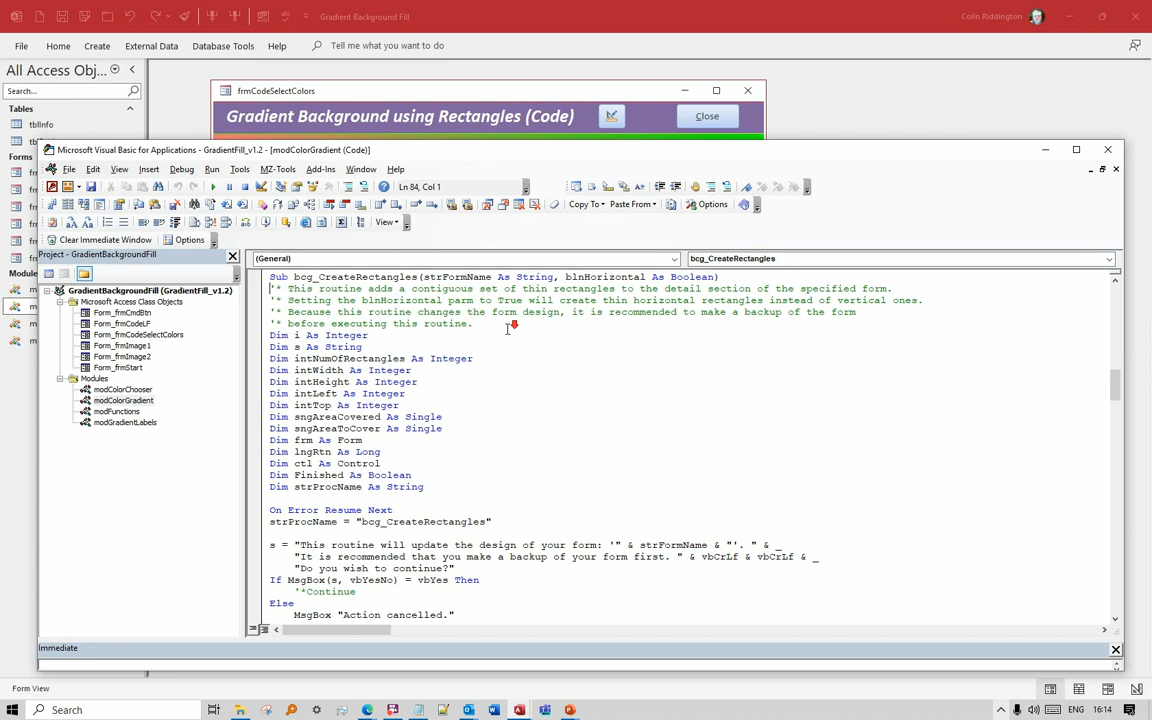 Gradient Background Fill
Colin Riddington
File Home Create External Data Database Tools Help Tell me what you want to do
All Access Obj...
Search...
Tables
tblInfo
Forms
frmCodeSelectColors
Gradient Background using Rectangles (Code) Close
Microsoft Visual Basic for Applications - GradientFill_v1.2 - [modColorGradient (Code)]
File Edit View Insert Debug Run Tools MZ-Tools Add-Ins Window Help
Ln 84, Col 1
Copy To Paste From Options
View
Clear Immediate Window Options
Project - GradientBackgroundFill
GradientBackgroundFill (GradientFill_v1.2)
Microsoft Access Class Objects
Form_frmCmdBtn
Form_frmCodeLF
Form_frmCodeSelectColors
Form_frmImage1
Form_frmImage2
Form_frmStart
Modules
modColorChooser
modColorGradient
modFunctions
modGradientLabels
(General) bcg_CreateRectangles
Sub bcg_CreateRectangles(strFormName As String, blnHorizontal As Boolean)
'* This routine adds a contiguous set of thin rectangles to the detail section of the specified form.
'* Setting the blnHorizontal parm to True will create thin horizontal rectangles instead of vertical ones.
'* Because this routine changes the form design, it is recommended to make a backup of the form
'* before executing this routine.
Dim i As Integer
Dim s As String
Dim intNumOfRectangles As Integer
Dim intWidth As Integer
Dim intHeight As Integer
Dim intLeft As Integer
Dim intTop As Integer
Dim sngAreaCovered As Single
Dim sngAreaToCover As Single
Dim frm As Form
Dim lngRtn As Long
Dim ctl As Control
Dim Finished As Boolean
Dim strProcName As String
On Error Resume Next
strProcName = "bcg_CreateRectangles"
s = "This routine will update the design of your form: '" & strFormName & "'. " & _
"It is recommended that you make a backup of your form first. " & vbCrLf & vbCrLf & _
"Do you wish to continue?"
If MsgBox(s, vbYesNo) = vbYes Then
'*Continue
Else
MsgBox "Action cancelled."
Immediate
Form View
Search
ENG 16:14